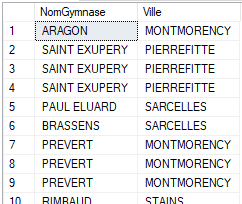 NomGymnase Ville
1 ARAGON MONTMORENCY
2 SAINT EXUPERY PIERREFITTE
3 SAINT EXUPERY PIERREFITTE
4 SAINT EXUPERY PIERREFITTE
5 PAUL ELUARD SARCELLES
6 BRASSENS SARCELLES
7 PREVERT MONTMORENCY
8 PREVERT MONTMORENCY
9 PREVERT MONTMORENCY
10 RIMBAUD STAINS